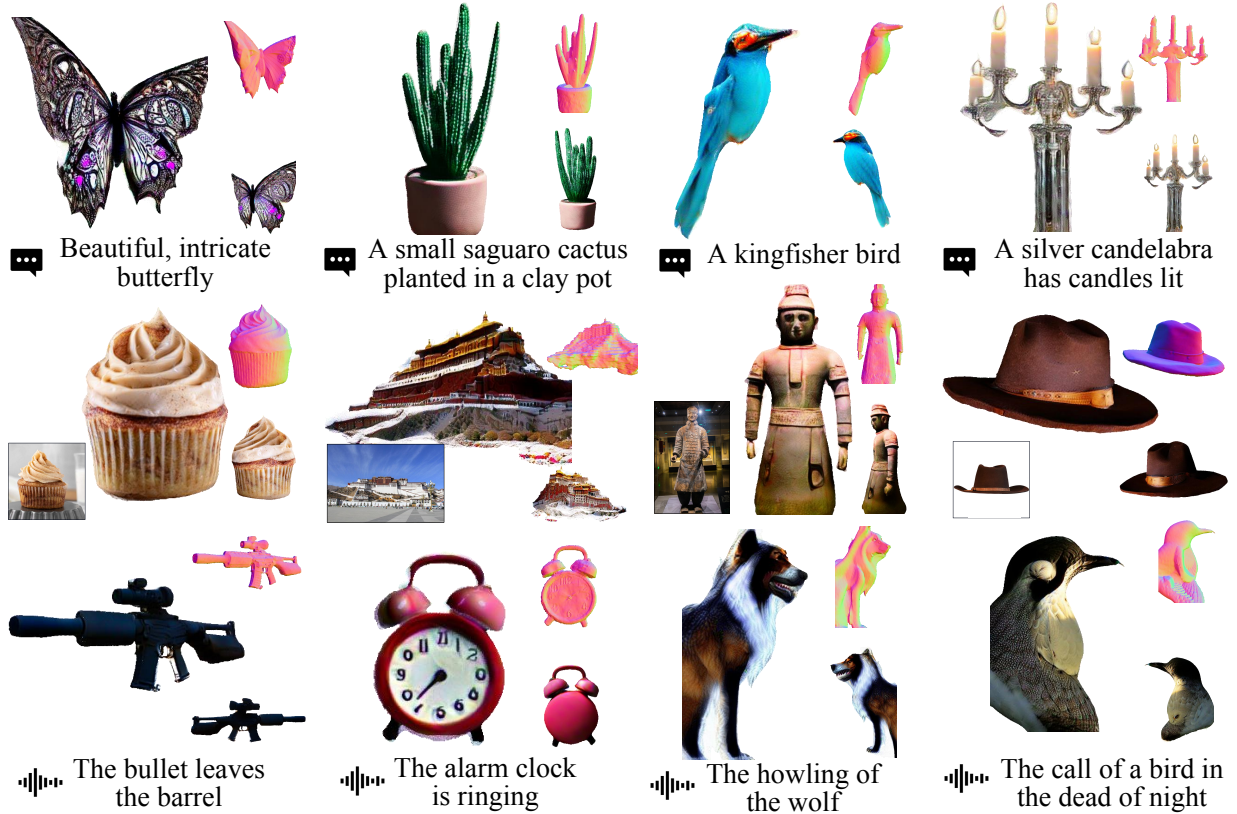 Beautiful, intricate
butterfly
A small saguaro cactus
planted in a clay pot
A kingfisher bird
A silver candelabra
has candles lit
The bullet leaves
the barrel
The alarm clock
is ringing
The howling of
the wolf
The call of a bird in
the dead of night